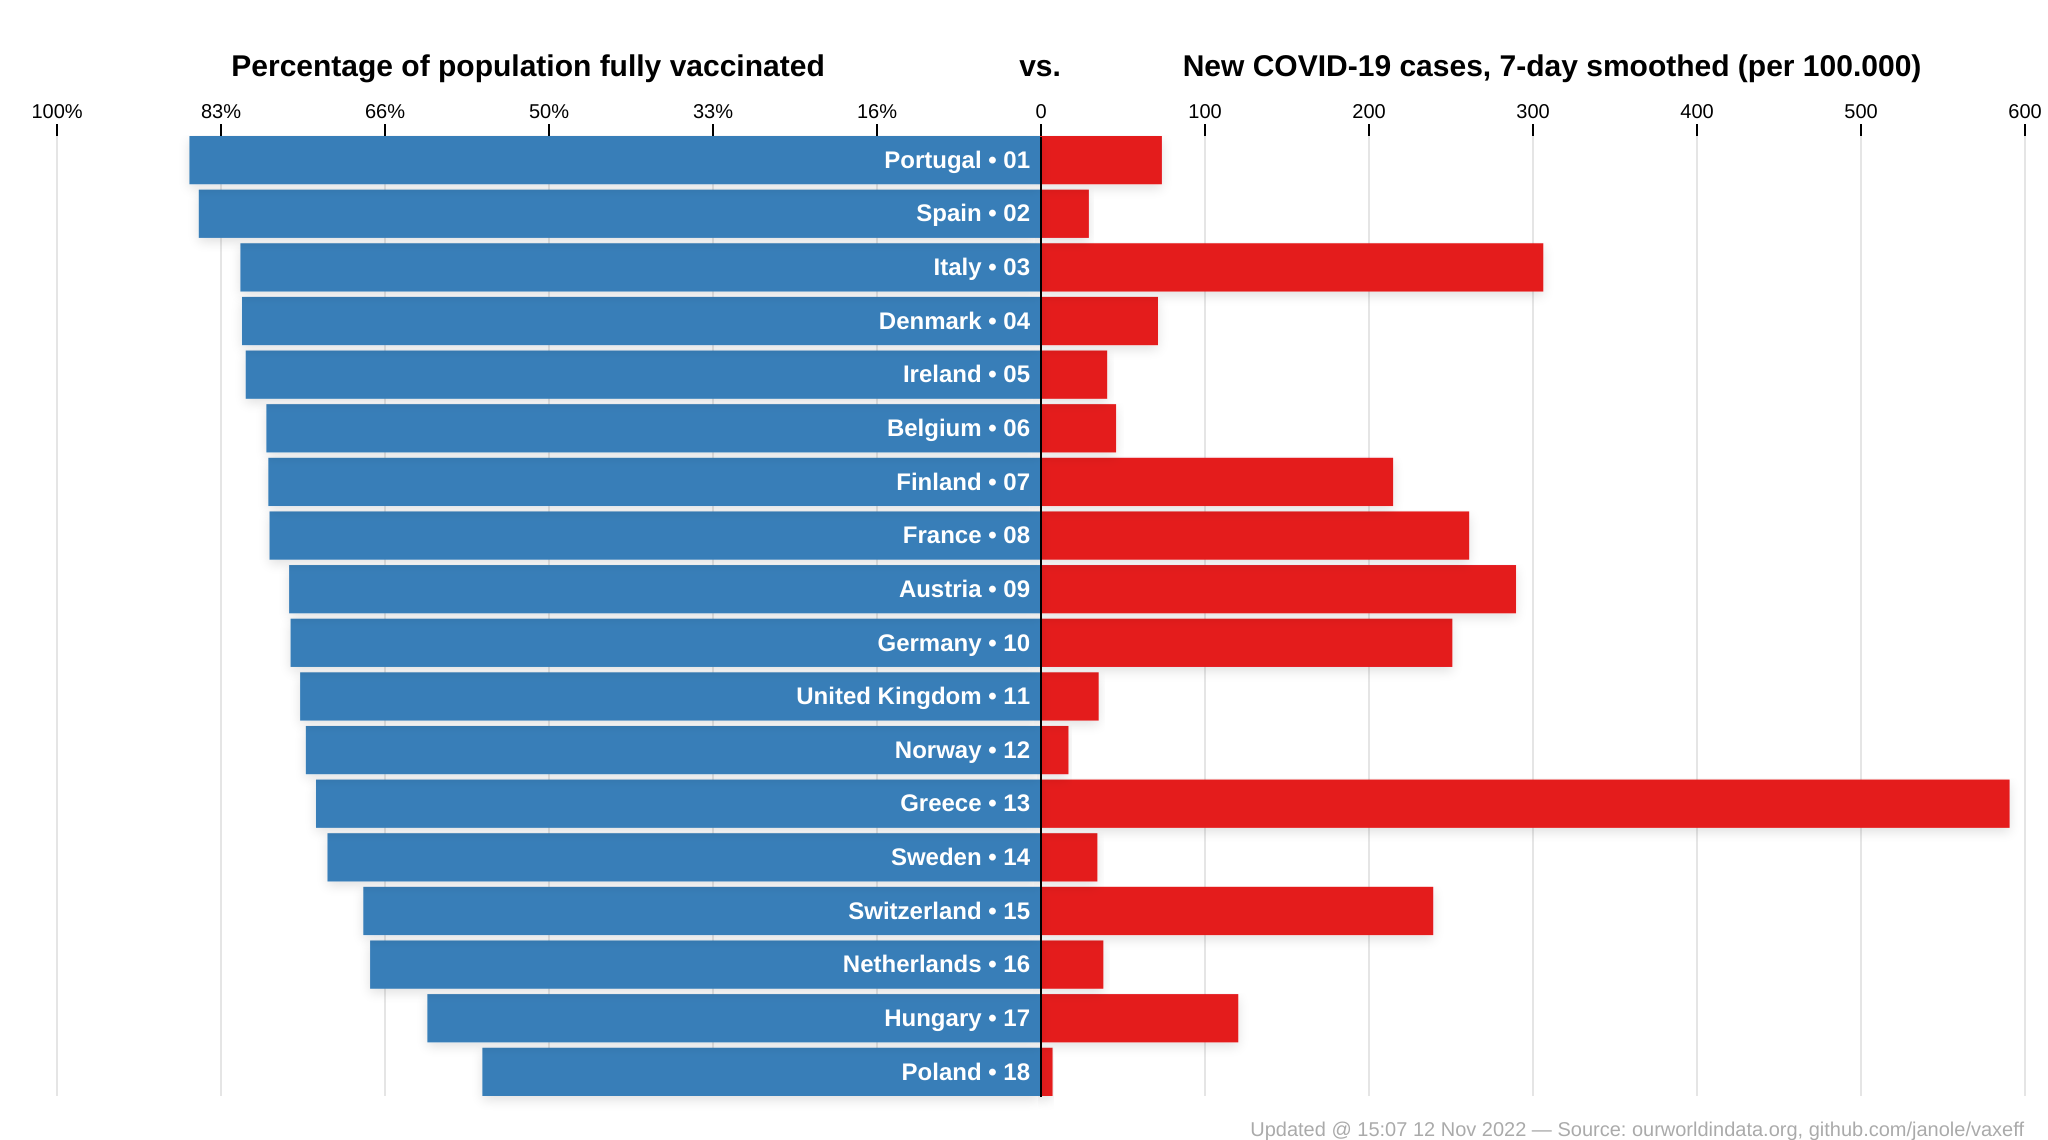 Percentage of population fully vaccinated vs. New COVID-19 cases, 7-day smoothed (per 100.000)
100% 83% 66% 50% 33% 16% 0 100 200 300 400 500 600
Portugal • 01
Spain • 02
Italy • 03
Denmark • 04
Ireland • 05
Belgium • 06
Finland • 07
France • 08
Austria • 09
Germany • 10
United Kingdom • 11
Norway • 12
Greece • 13
Sweden • 14
Switzerland • 15
Netherlands • 16
Hungary • 17
Poland • 18
Updated @ 15:07 12 Nov 2022 — Source: ourworldindata.org, github.com/janole/vaxeff